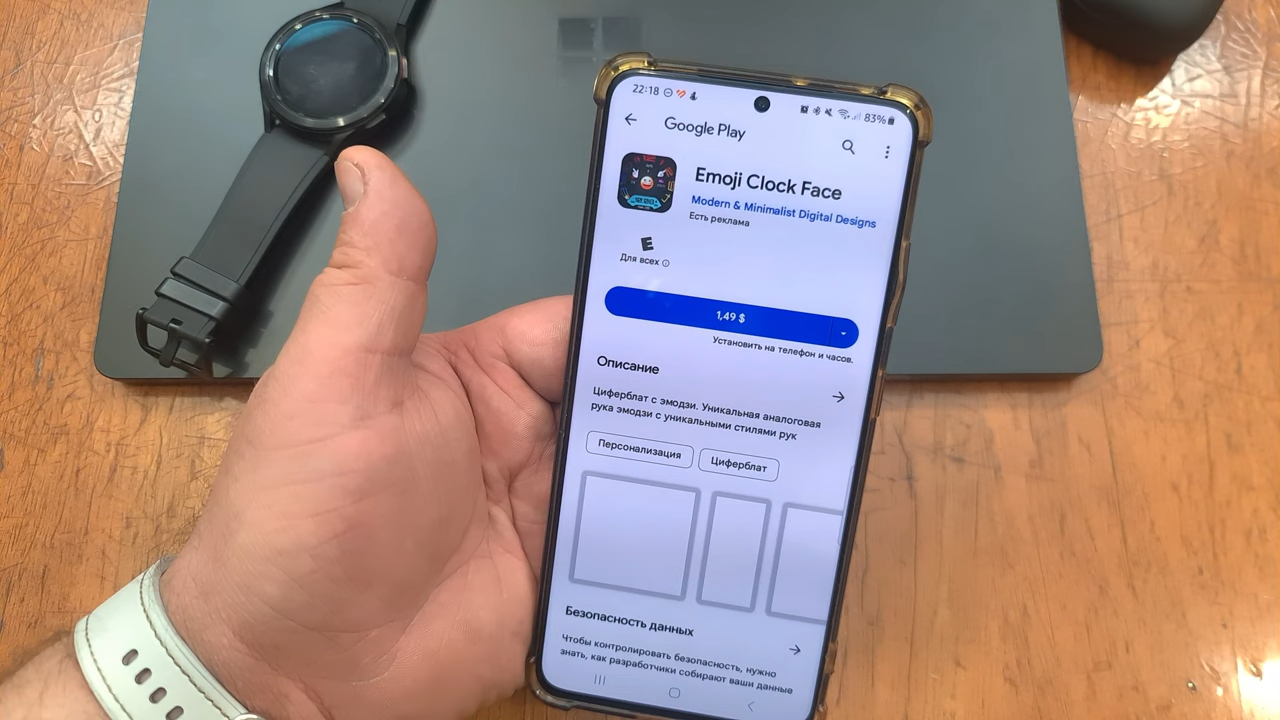 22:18
83%
Google Play
Emoji Clock Face
Modern & Minimalist Digital Designs
Есть реклама
E
Для всех
1,49 $
Установить на телефон и часов.
Описание
Циферблат с эмодзи. Уникальная аналоговая
рука эмодзи с уникальными стилями рук
Персонализация
Циферблат
Безопасность данных
Чтобы контролировать безопасность, нужно
знать, как разработчики собирают ваши данные